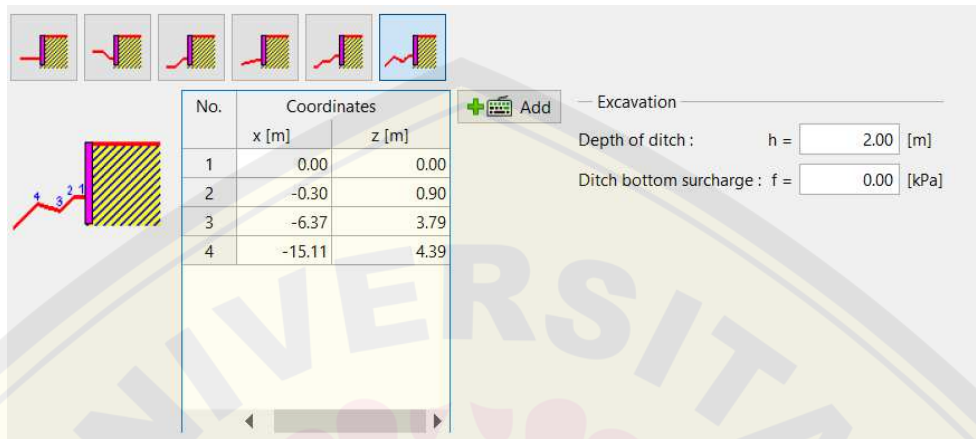 No. Coordinates
x [m] z [m]
1 0.00 0.00
2 -0.30 0.90
3 -6.37 3.79
4 -15.11 4.39
4 3 2 1
Add
Excavation
Depth of ditch : h = 2.00 [m]
Ditch bottom surcharge : f = 0.00 [kPa]
NIVERSITA